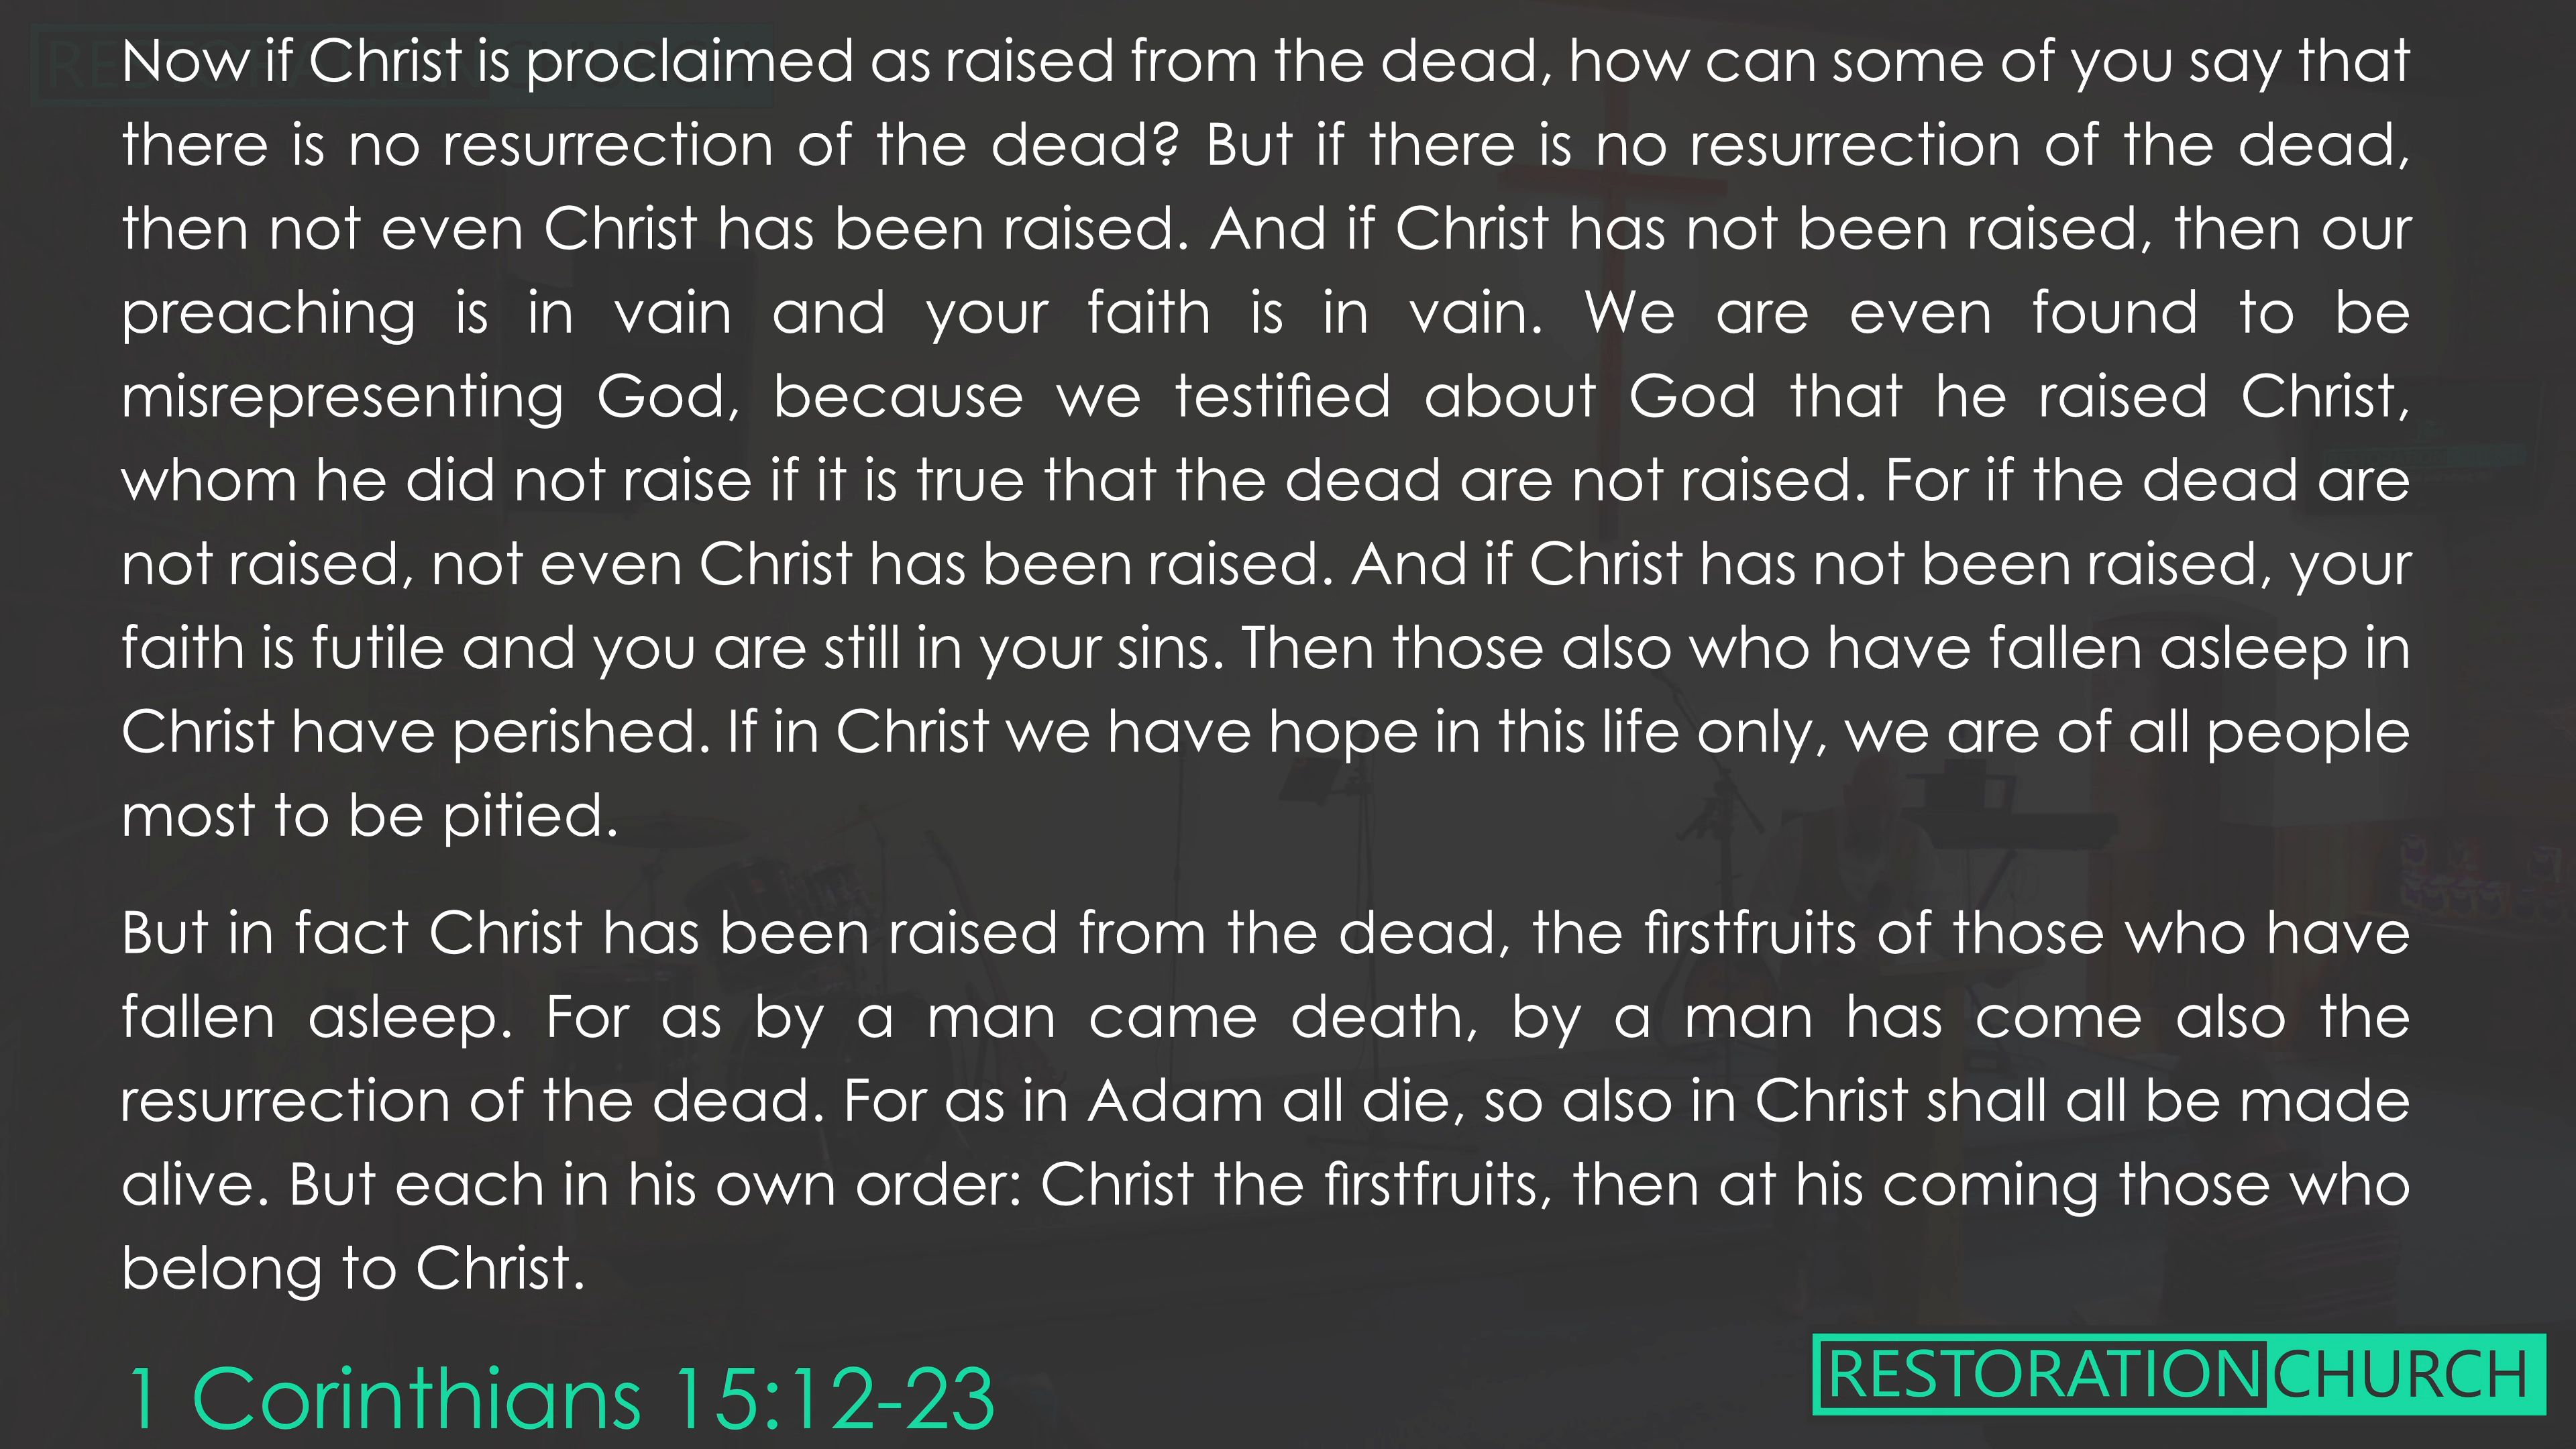 Now if Christ is proclaimed as raised from the dead, how can some of you say that
there is no resurrection of the dead? But if there is no resurrection of the dead,
then not even Christ has been raised. And if Christ has not been raised, then our
preaching is in vain and your faith is in vain. We are even found to be
misrepresenting God, because we testified about God that he raised Christ,
whom he did not raise if it is true that the dead are not raised. For if the dead are
not raised, not even Christ has been raised. And if Christ has not been raised, your
faith is futile and you are still in your sins. Then those also who have fallen asleep in
Christ have perished. If in Christ we have hope in this life only, we are of all people
most to be pitied.
But in fact Christ has been raised from the dead, the firstfruits of those who have
fallen asleep. For as by a man came death, by a man has come also the
resurrection of the dead. For as in Adam all die, so also in Christ shall all be made
alive. But each in his own order: Christ the firstfruits, then at his coming those who
belong to Christ.
1 Corinthians 15:12-23
RESTORATIONCHURCH